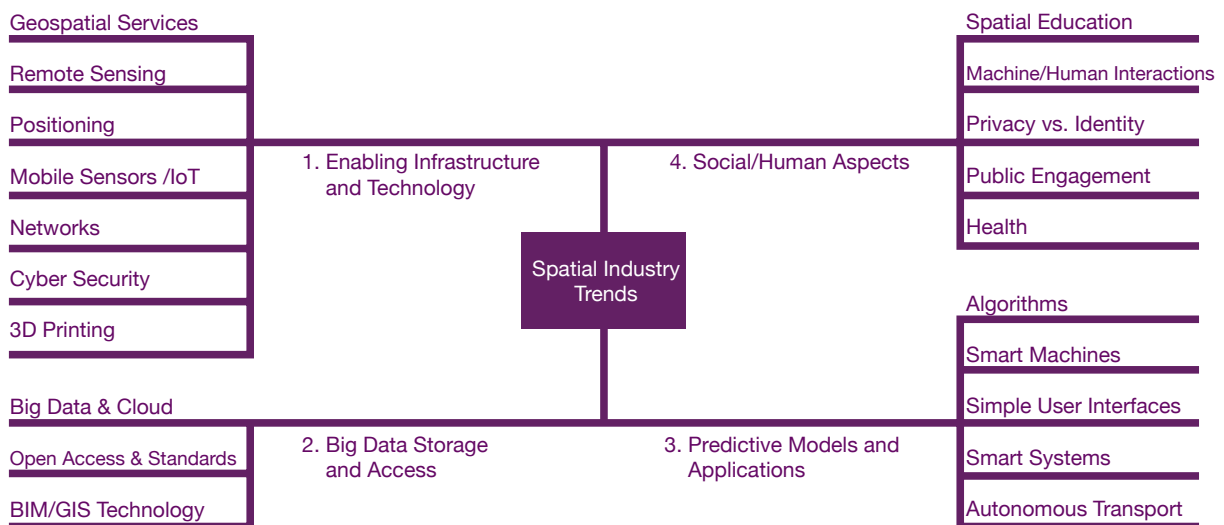 Geospatial Services
Remote Sensing
Positioning
Mobile Sensors /IoT
Networks
Cyber Security
3D Printing
1. Enabling Infrastructure
and Technology
Big Data & Cloud
Open Access & Standards
BIM/GIS Technology
2. Big Data Storage
and Access
Spatial Industry
Trends
4. Social/Human Aspects
Spatial Education
Machine/Human Interactions
Privacy vs. Identity
Public Engagement
Health
3. Predictive Models and
Applications
Algorithms
Smart Machines
Simple User Interfaces
Smart Systems
Autonomous Transport